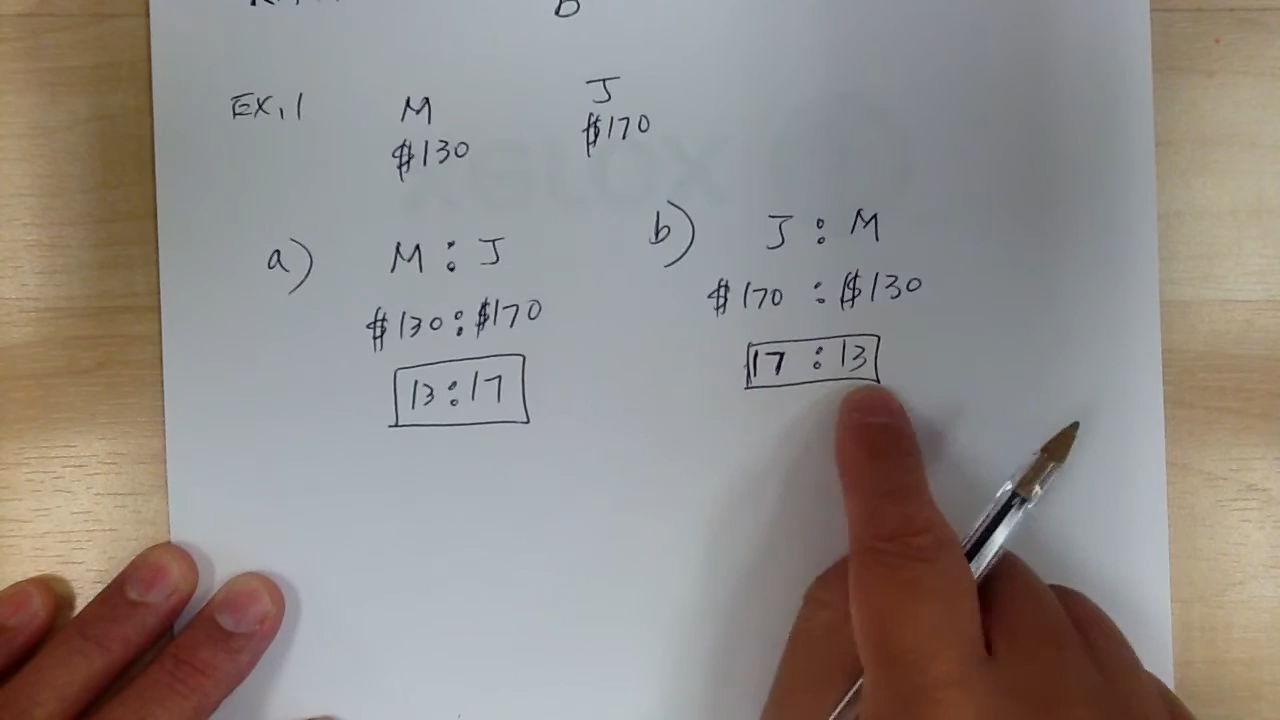 B
Ex.1 M J
$130 $170
a) M : J
$130 : $170
13 : 17
b) J : M
$170 : $130
17 : 13